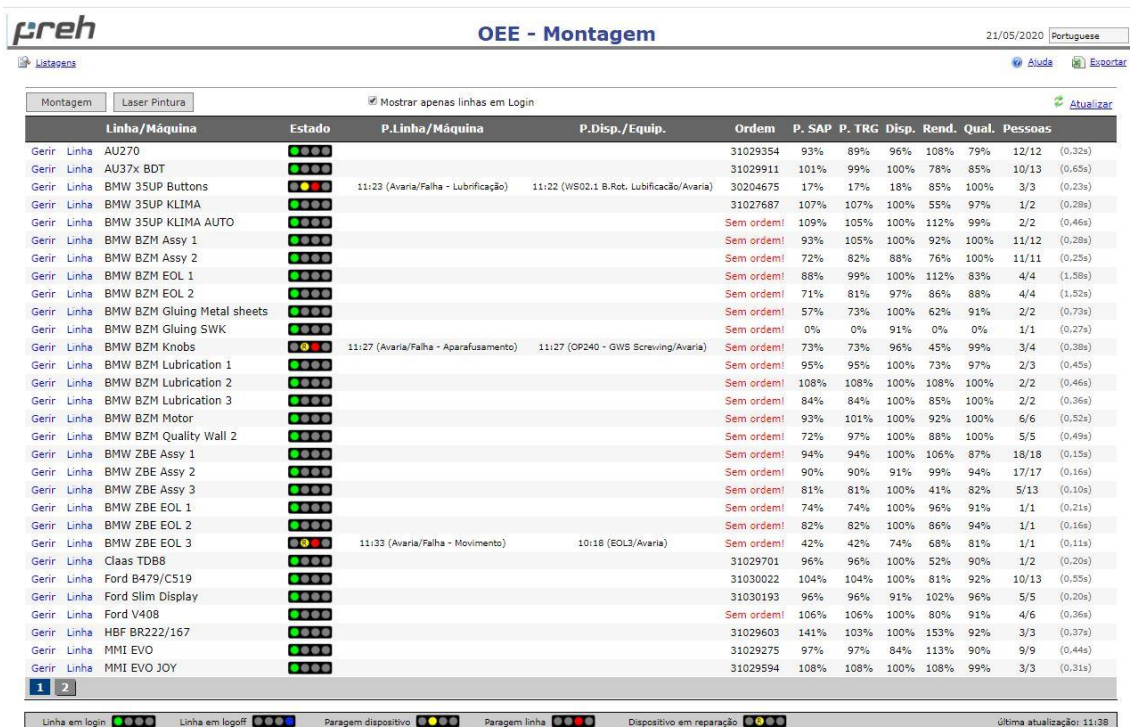 preh
OEE - Montagem
21/05/2020 Portuguese
Listagens Ajuda Exportar
Montagem Laser Pintura Mostrar apenas linhas em Login Atualizar
Linha/Máquina Estado P.Linha/Máquina P.Disp./Equip. Ordem P. SAP P. TRG Disp. Rend. Qual. Pessoas
Gerir Linha AU270 31029354 93% 89% 96% 108% 79% 12/12 (0,32s)
Gerir Linha AU37x BDT 31029911 101% 99% 100% 78% 85% 10/13 (0,65s)
Gerir Linha BMW 35UP Buttons 11:23 (Avaria/Falha - Lubrificação) 11:22 (WS02.1 B.Rot. Lubificacão/Avaria) 30204675 17% 17% 18% 85% 100% 3/3 (0,23s)
Gerir Linha BMW 35UP KLIMA 31027687 107% 107% 100% 55% 97% 1/2 (0,28s)
Gerir Linha BMW 35UP KLIMA AUTO Sem ordem! 109% 105% 100% 112% 99% 2/2 (0,46s)
Gerir Linha BMW BZM Assy 1 Sem ordem! 93% 105% 100% 92% 100% 11/12 (0,28s)
Gerir Linha BMW BZM Assy 2 Sem ordem! 72% 82% 88% 76% 100% 11/11 (0,25s)
Gerir Linha BMW BZM EOL 1 Sem ordem! 88% 99% 100% 112% 83% 4/4 (1,58s)
Gerir Linha BMW BZM EOL 2 Sem ordem! 71% 81% 97% 86% 88% 4/4 (1,52s)
Gerir Linha BMW BZM Gluing Metal sheets Sem ordem! 57% 73% 100% 62% 91% 2/2 (0,73s)
Gerir Linha BMW BZM Gluing SWK Sem ordem! 0% 0% 91% 0% 0% 1/1 (0,27s)
Gerir Linha BMW BZM Knobs R 11:27 (Avaria/Falha - Aparafusamento) 11:27 (OP240 - GWS Screwing/Avaria) Sem ordem! 73% 73% 96% 45% 99% 3/4 (0,38s)
Gerir Linha BMW BZM Lubrication 1 Sem ordem! 95% 95% 100% 73% 97% 2/3 (0,45s)
Gerir Linha BMW BZM Lubrication 2 Sem ordem! 108% 108% 100% 108% 100% 2/2 (0,46s)
Gerir Linha BMW BZM Lubrication 3 Sem ordem! 84% 84% 100% 85% 100% 2/2 (0,36s)
Gerir Linha BMW BZM Motor Sem ordem! 93% 101% 100% 92% 100% 6/6 (0,52s)
Gerir Linha BMW BZM Quality Wall 2 Sem ordem! 72% 97% 100% 88% 100% 5/5 (0,49s)
Gerir Linha BMW ZBE Assy 1 Sem ordem! 94% 94% 100% 106% 87% 18/18 (0,15s)
Gerir Linha BMW ZBE Assy 2 Sem ordem! 90% 90% 91% 99% 94% 17/17 (0,16s)
Gerir Linha BMW ZBE Assy 3 Sem ordem! 81% 81% 100% 41% 82% 5/13 (0,10s)
Gerir Linha BMW ZBE EOL 1 Sem ordem! 74% 74% 100% 96% 91% 1/1 (0,21s)
Gerir Linha BMW ZBE EOL 2 Sem ordem! 82% 82% 100% 86% 94% 1/1 (0,16s)
Gerir Linha BMW ZBE EOL 3 R 11:33 (Avaria/Falha - Movimento) 10:18 (EOL3/Avaria) Sem ordem! 42% 42% 74% 68% 81% 1/1 (0,11s)
Gerir Linha Claas TDB8 31029701 96% 96% 100% 52% 90% 1/2 (0,20s)
Gerir Linha Ford B479/C519 31030022 104% 104% 100% 81% 92% 10/13 (0,55s)
Gerir Linha Ford Slim Display 31030193 96% 96% 91% 102% 96% 5/5 (0,20s)
Gerir Linha Ford V408 Sem ordem! 106% 106% 100% 80% 91% 4/6 (0,36s)
Gerir Linha HBF BR222/167 31029603 141% 103% 100% 153% 92% 3/3 (0,37s)
Gerir Linha MMI EVO 31029275 97% 97% 84% 113% 90% 9/9 (0,44s)
Gerir Linha MMI EVO JOY 31029594 108% 108% 100% 108% 99% 3/3 (0,31s)
1 2
Linha em login Linha em logoff Paragem dispositivo Paragem linha Dispositivo em reparação R última atualização: 11:38